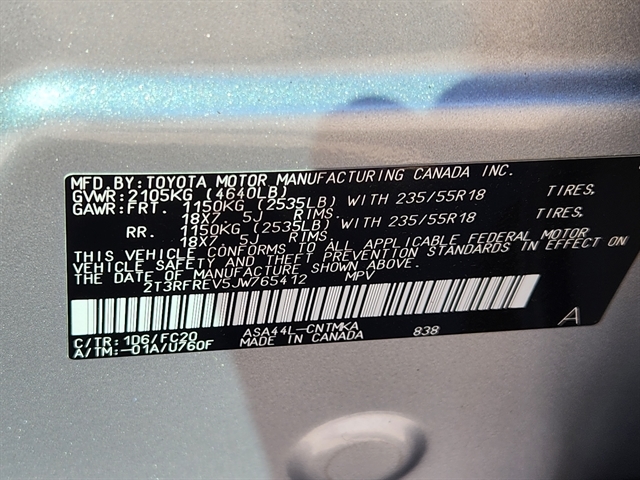 MFD.BY:TOYOTA MOTOR MANUFACTURING CANADA INC.
GVWR:2105KG (4640LB)
GAWR:FRT. 1150KG (2535LB) WITH 235/55R18 TIRES,
18X7. 5J RIMS.
RR. 1150KG (2535LB) WITH 235/55R18 TIRES,
18X7. 5J RIMS
THIS VEHICLE CONFORMS TO ALL APPLICABLE FEDERAL MOTOR
VEHICLE SAFETY AND THEFT PREVENTION STANDARDS IN EFFECT ON
THE DATE OF MANUFACTURE SHOWN ABOVE.
2T3RFREV5JW765412 MPV
C/TR: 1D6/FC20 ASA44L-CNTMKA 838 A
A/TM:-01A/U760F MADE IN CANADA